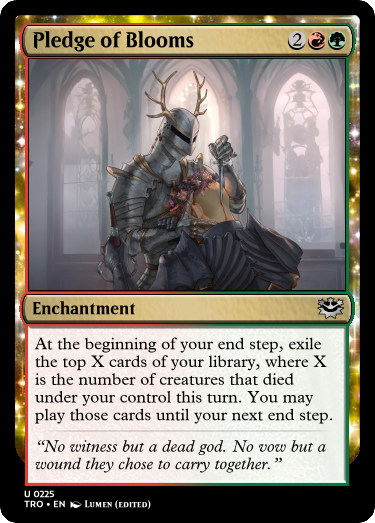 Pledge of Blooms 2
Enchantment
At the beginning of your end step, exile
the top X cards of your library, where X
is the number of creatures that died
under your control this turn. You may
play those cards until your next end step.
“No witness but a dead god. No vow but a
wound they chose to carry together.”
U 0225
TRO • EN Lumen (edited)